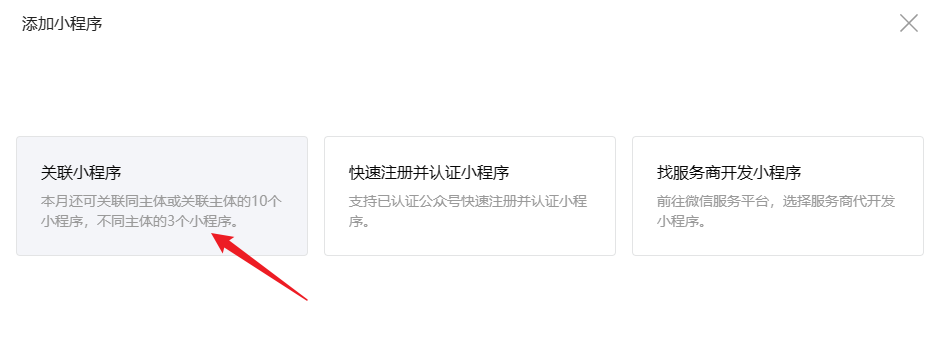 添加小程序
关联小程序
本月还可关联同主体或关联主体的10个
小程序，不同主体的3个小程序。
快速注册并认证小程序
支持已认证公众号快速注册并认证小程
序。
找服务商开发小程序
前往微信服务平台，选择服务商代开发
小程序。